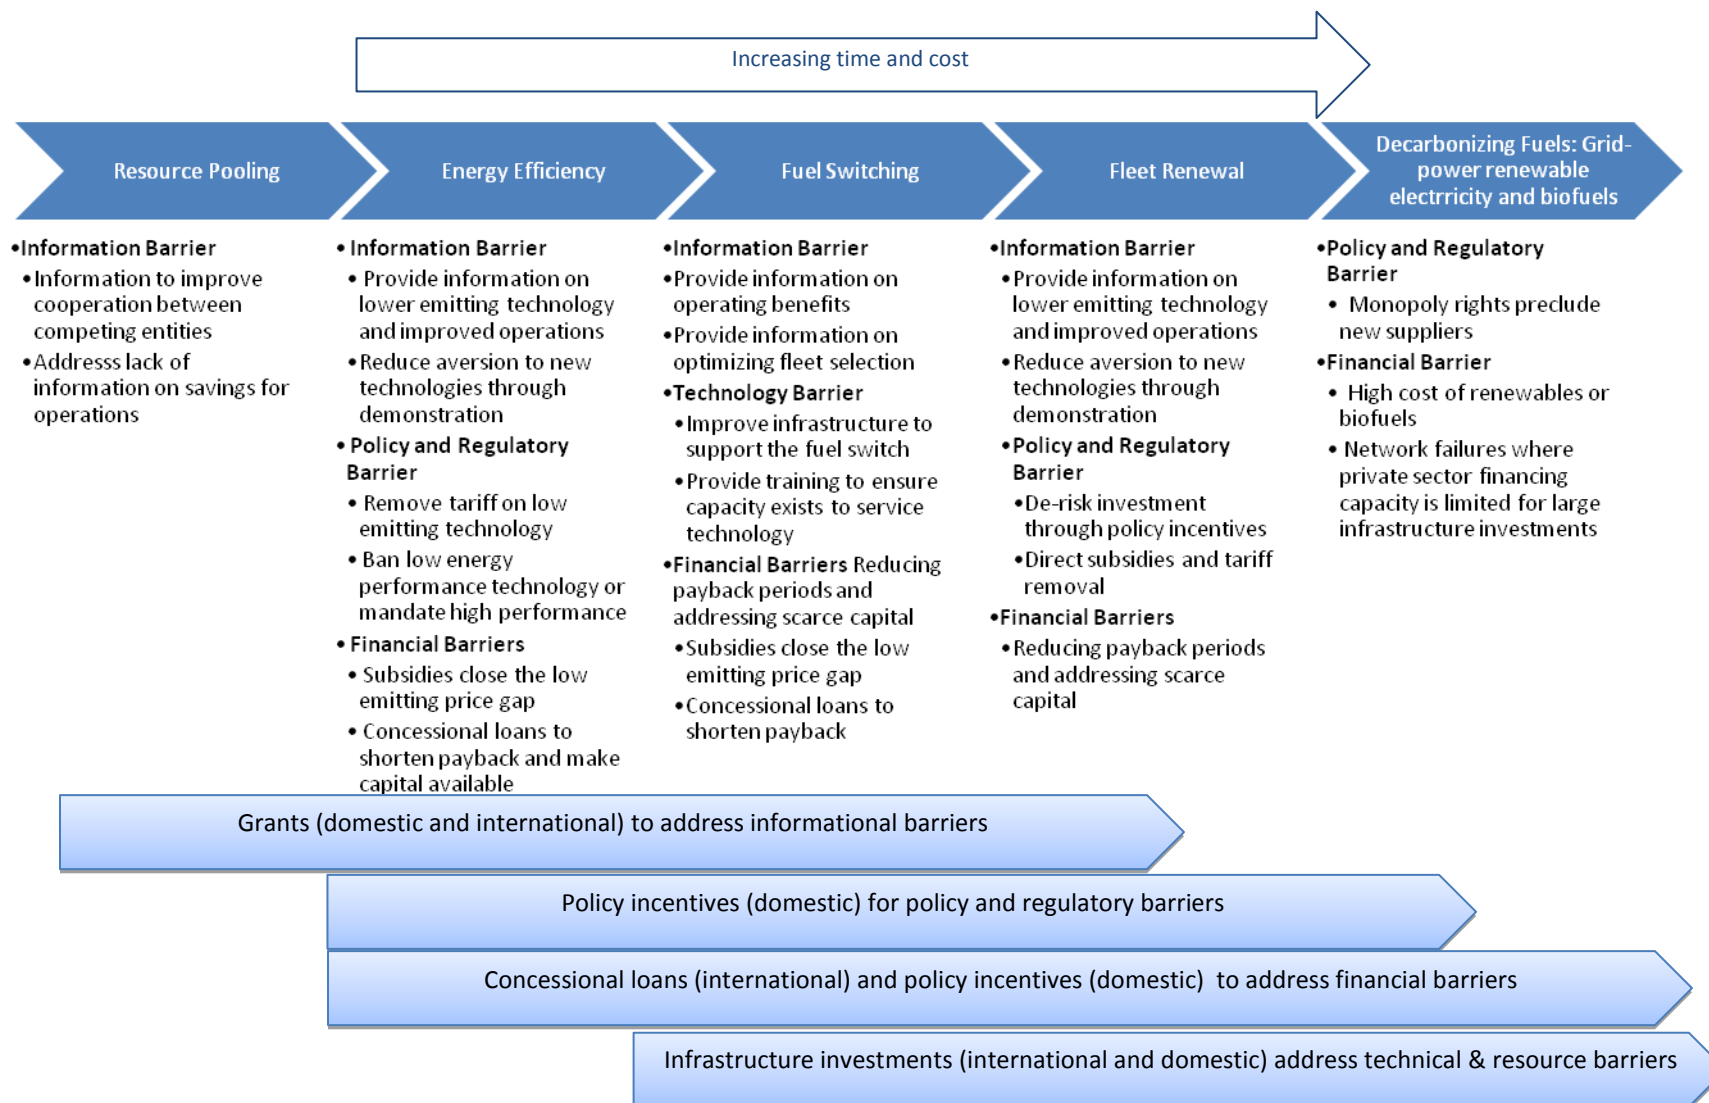 Increasing time and cost
Resource Pooling
Energy Efficiency
Fuel Switching
Fleet Renewal
Decarbonizing Fuels: Grid-
power renewable
electrricity and biofuels
•Information Barrier
•Information to improve
cooperation between
competing entities
•Addresss lack of
information on savings for
operations
• Information Barrier
• Provide information on
lower emitting technology
and improved operations
•Reduce aversion to new
technologies through
demonstration
• Policy and Regulatory
Barrier
• Remove tariff on low
emitting technology
• Ban low energy
performance technology or
mandate high performance
• Financial Barriers
• Subsidies close the low
emitting price gap
• Concessional loans to
shorten payback and make
capital available
•Information Barrier
•Provide information on
operating benefits
•Provide information on
optimizing fleet selection
•Technology Barrier
•Improve infrastructure to
support the fuel switch
•Provide training to ensure
capacity exists to service
technology
•Financial Barriers Reducing
payback periods and
addressing scarce capital
•Subsidies close the low
emitting price gap
•Concessional loans to
shorten payback
•Information Barrier
•Provide information on
lower emitting technology
and improved operations
•Reduce aversion to new
technologies through
demonstration
•Policy and Regulatory
Barrier
•De-risk investment
through policy incentives
•Direct subsidies and tariff
removal
•Financial Barriers
•Reducing payback periods
and addressing scarce
capital
•Policy and Regulatory
Barrier
• Monopoly rights preclude
new suppliers
•Financial Barrier
• High cost of renewables or
biofuels
• Network failures where
private sector financing
capacity is limited for large
infrastructure investments
Grants (domestic and international) to address informational barriers
Policy incentives (domestic) for policy and regulatory barriers
Concessional loans (international) and policy incentives (domestic)  to address financial barriers
Infrastructure investments (international and domestic) address technical & resource barriers